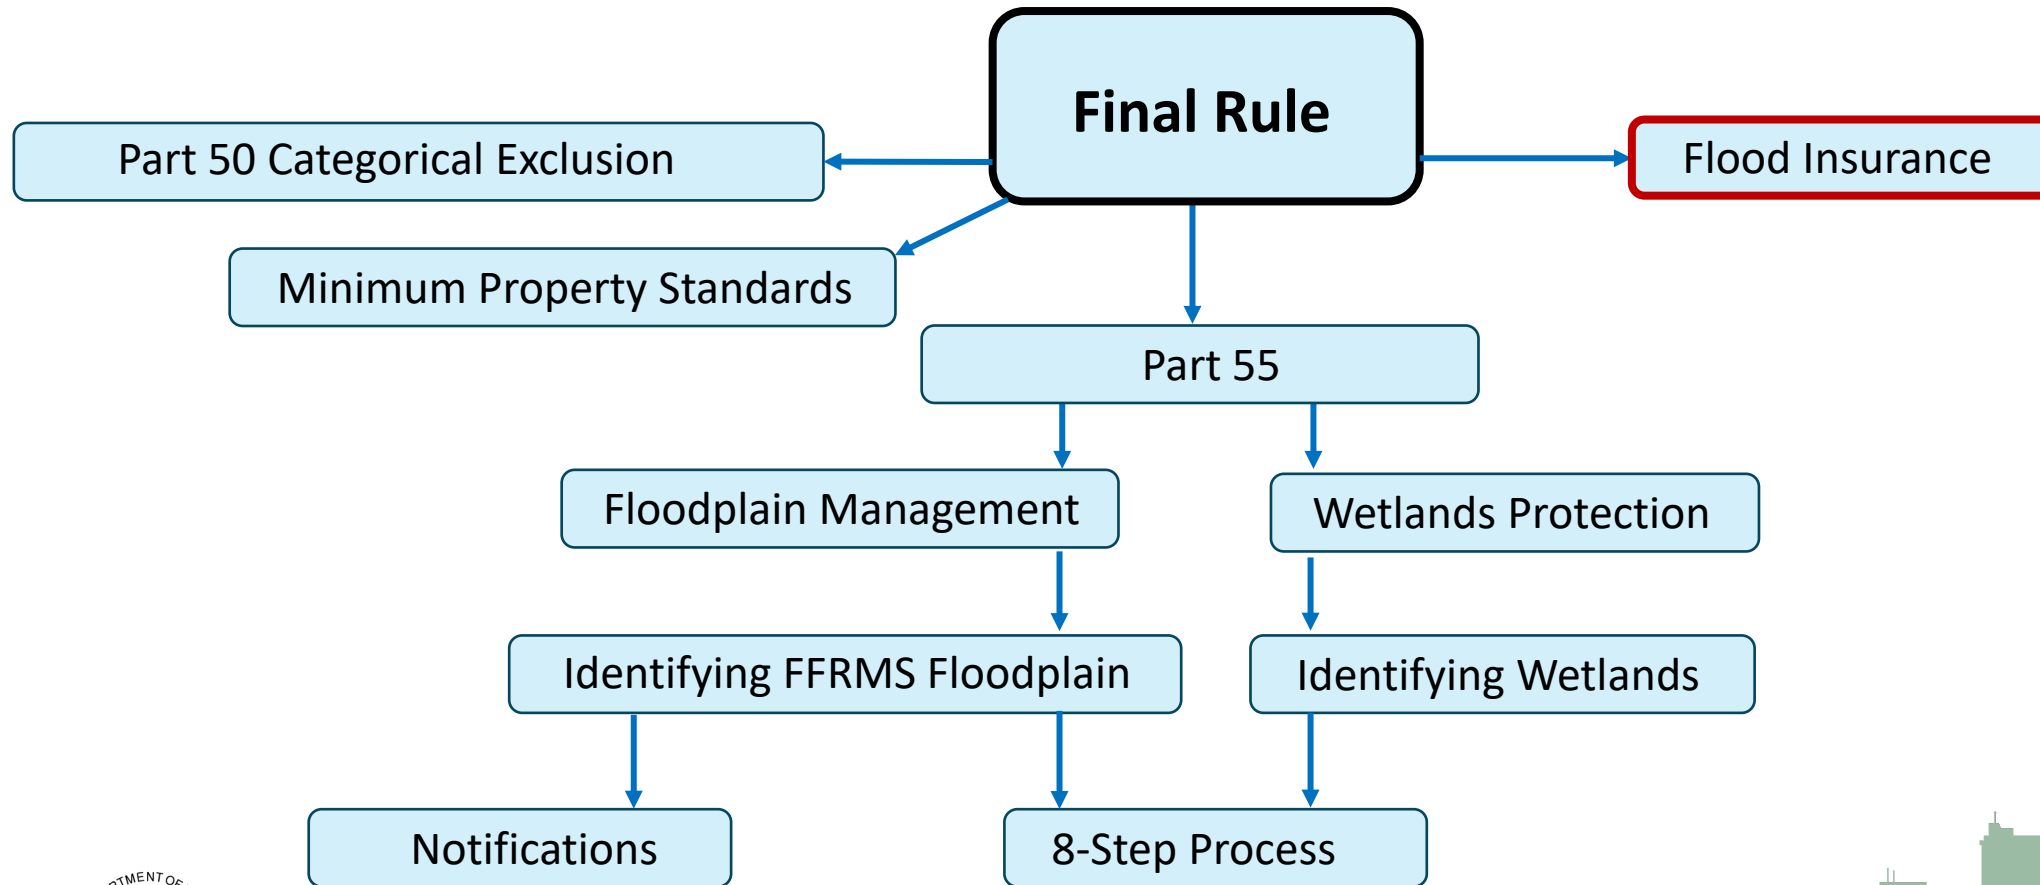 Final Rule
Part 50 Categorical Exclusion
Flood Insurance
Minimum Property Standards
Part 55
Floodplain Management
Wetlands Protection
Identifying FFRMS Floodplain
Identifying Wetlands
Notifications
8-Step Process